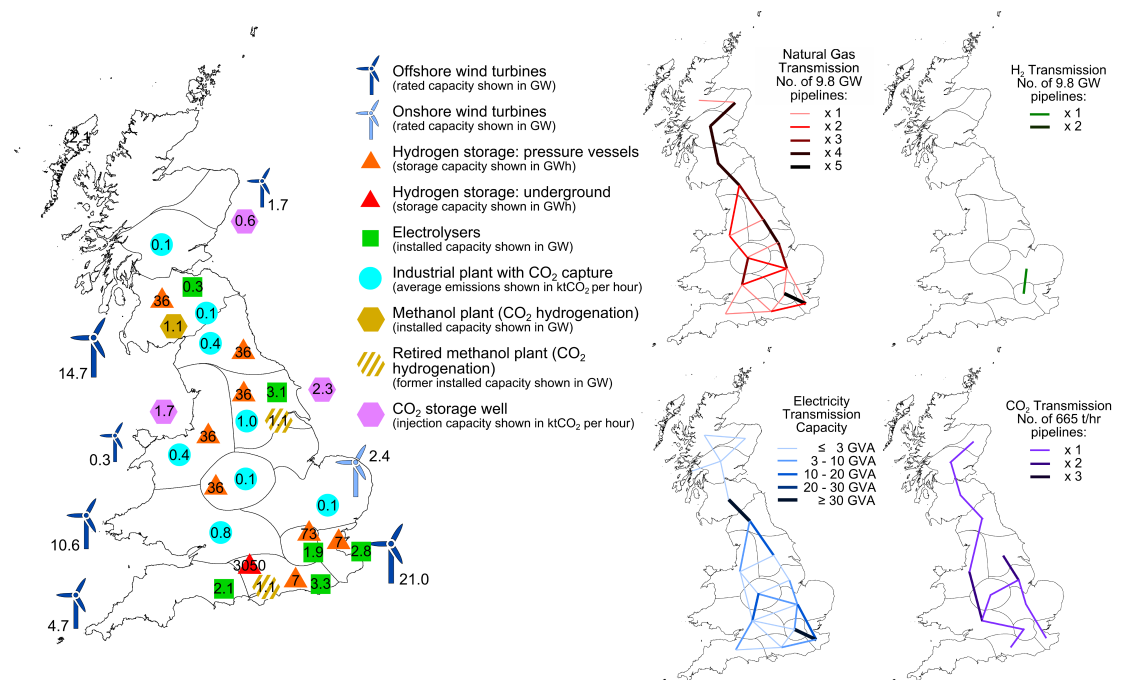 2.1
1.7
0.6
0.1
0.3
36
0.1
1.1
0.4
36
14.7
36
3.1
2.3
1.7
1.0
1.1
36
0.3
0.4
2.4
36
0.1
0.1
10.6
0.8
73
7
1.9
2.8
21.0
3050
2.1
1.1
7
3.3
4.7
Offshore wind turbines
(rated capacity shown in GW)
Onshore wind turbines
(rated capacity shown in GW)
Hydrogen storage: pressure vessels
(storage capacity shown in GWh)
Hydrogen storage: underground
(storage capacity shown in GWh)
Electrolysers
(installed capacity shown in GW)
Industrial plant with CO2 capture
(average emissions shown in ktCO2 per hour)
Methanol plant (CO2 hydrogenation)
(installed capacity shown in GW)
Retired methanol plant (CO2
hydrogenation)
(former installed capacity shown in GW)
CO2 storage well
(injection capacity shown in ktCO2 per hour)
Natural Gas
Transmission
No. of 9.8 GW
pipelines:
x 1
x 2
x 3
x 4
x 5
H2 Transmission
No. of 9.8 GW
pipelines:
x 1
x 2
Electricity
Transmission
Capacity
≤ 3 GVA
3 - 10 GVA
10 - 20 GVA
20 - 30 GVA
≥ 30 GVA
CO2 Transmission
No. of 665 t/hr
pipelines:
x 1
x 2
x 3